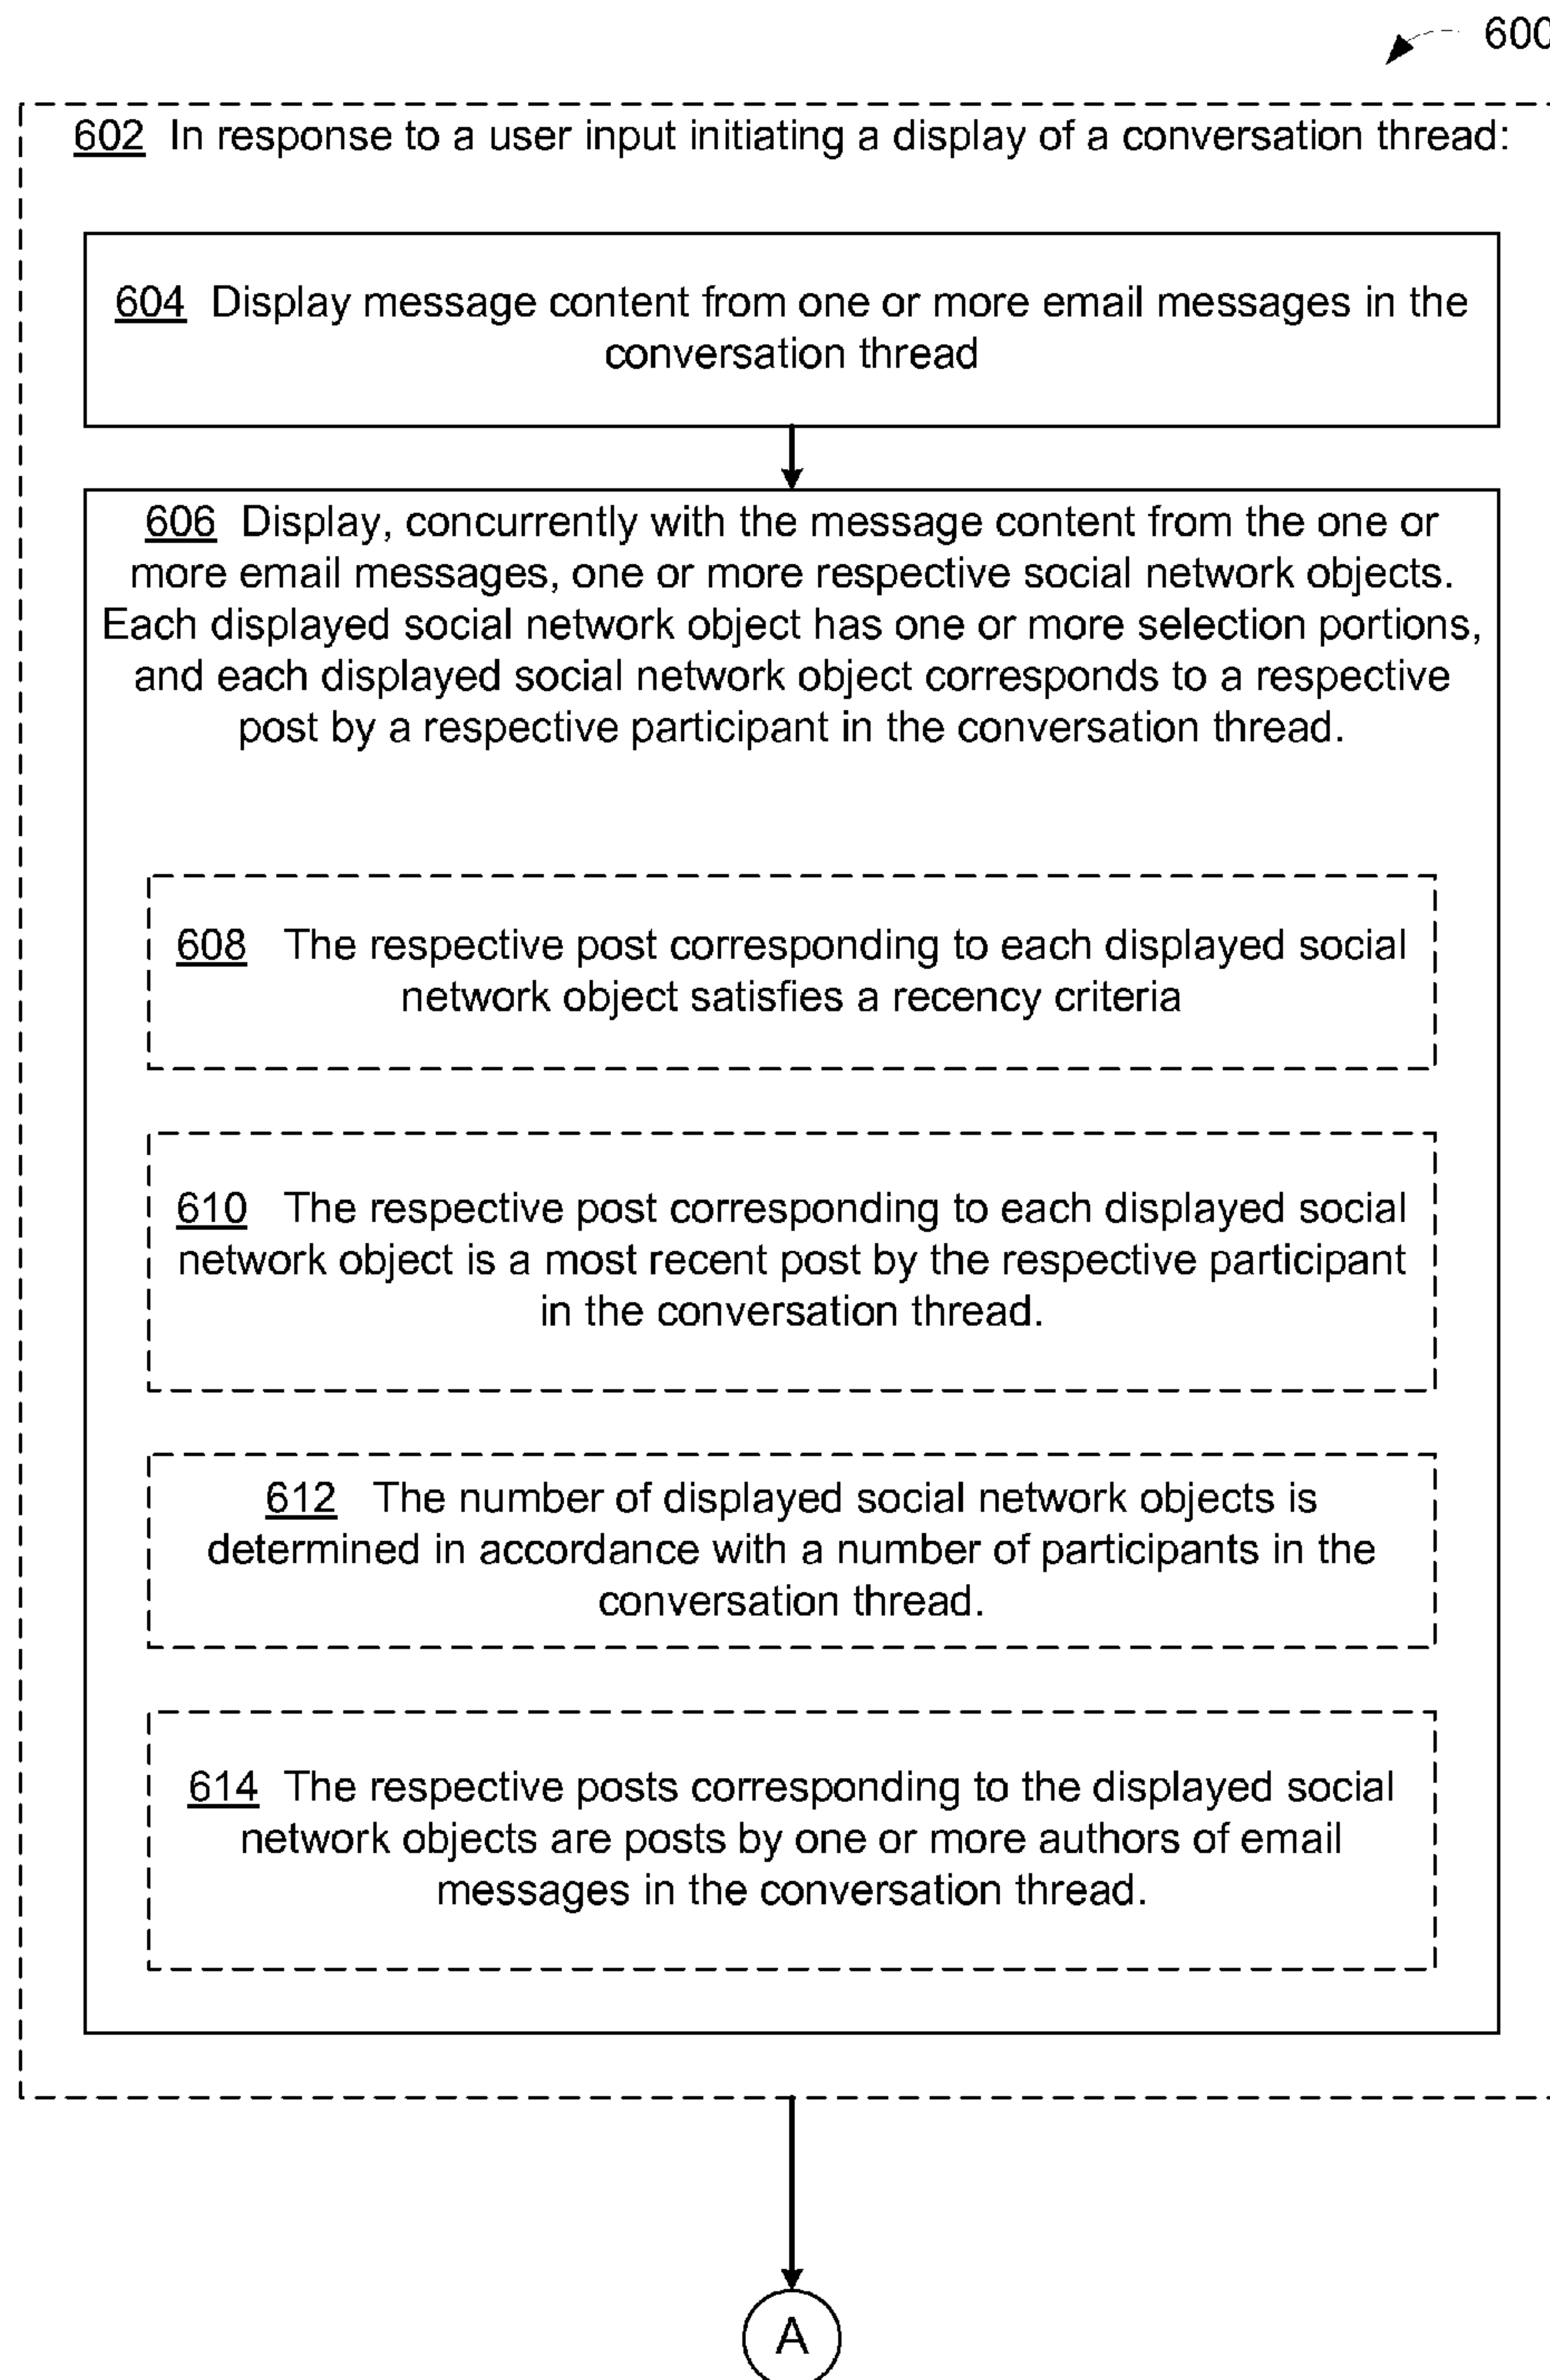 600
602 In response to a user input initiating a display of a conversation thread:
604 Display message content from one or more email messages in the
conversation thread
606 Display, concurrently with the message content from the one or
more email messages, one or more respective social network objects.
Each displayed social network object has one or more selection portions,
and each displayed social network object corresponds to a respective
post by a respective participant in the conversation thread.
608 The respective post corresponding to each displayed social
network object satisfies a recency criteria
610 The respective post corresponding to each displayed social
network object is a most recent post by the respective participant
in the conversation thread.
612 The number of displayed social network objects is
determined in accordance with a number of participants in the
conversation thread.
614 The respective posts corresponding to the displayed social
network objects are posts by one or more authors of email
messages in the conversation thread.
A